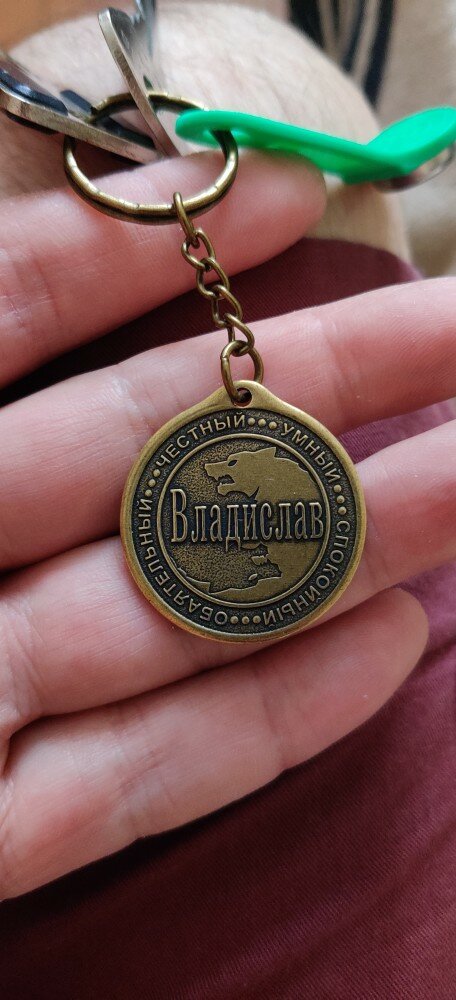 ЧЕСТНЫЙ•••УМНЫЙ•••СПОКОЙНЫЙ•••ОБАЯТЕЛЬНЫЙ•••
Владислав